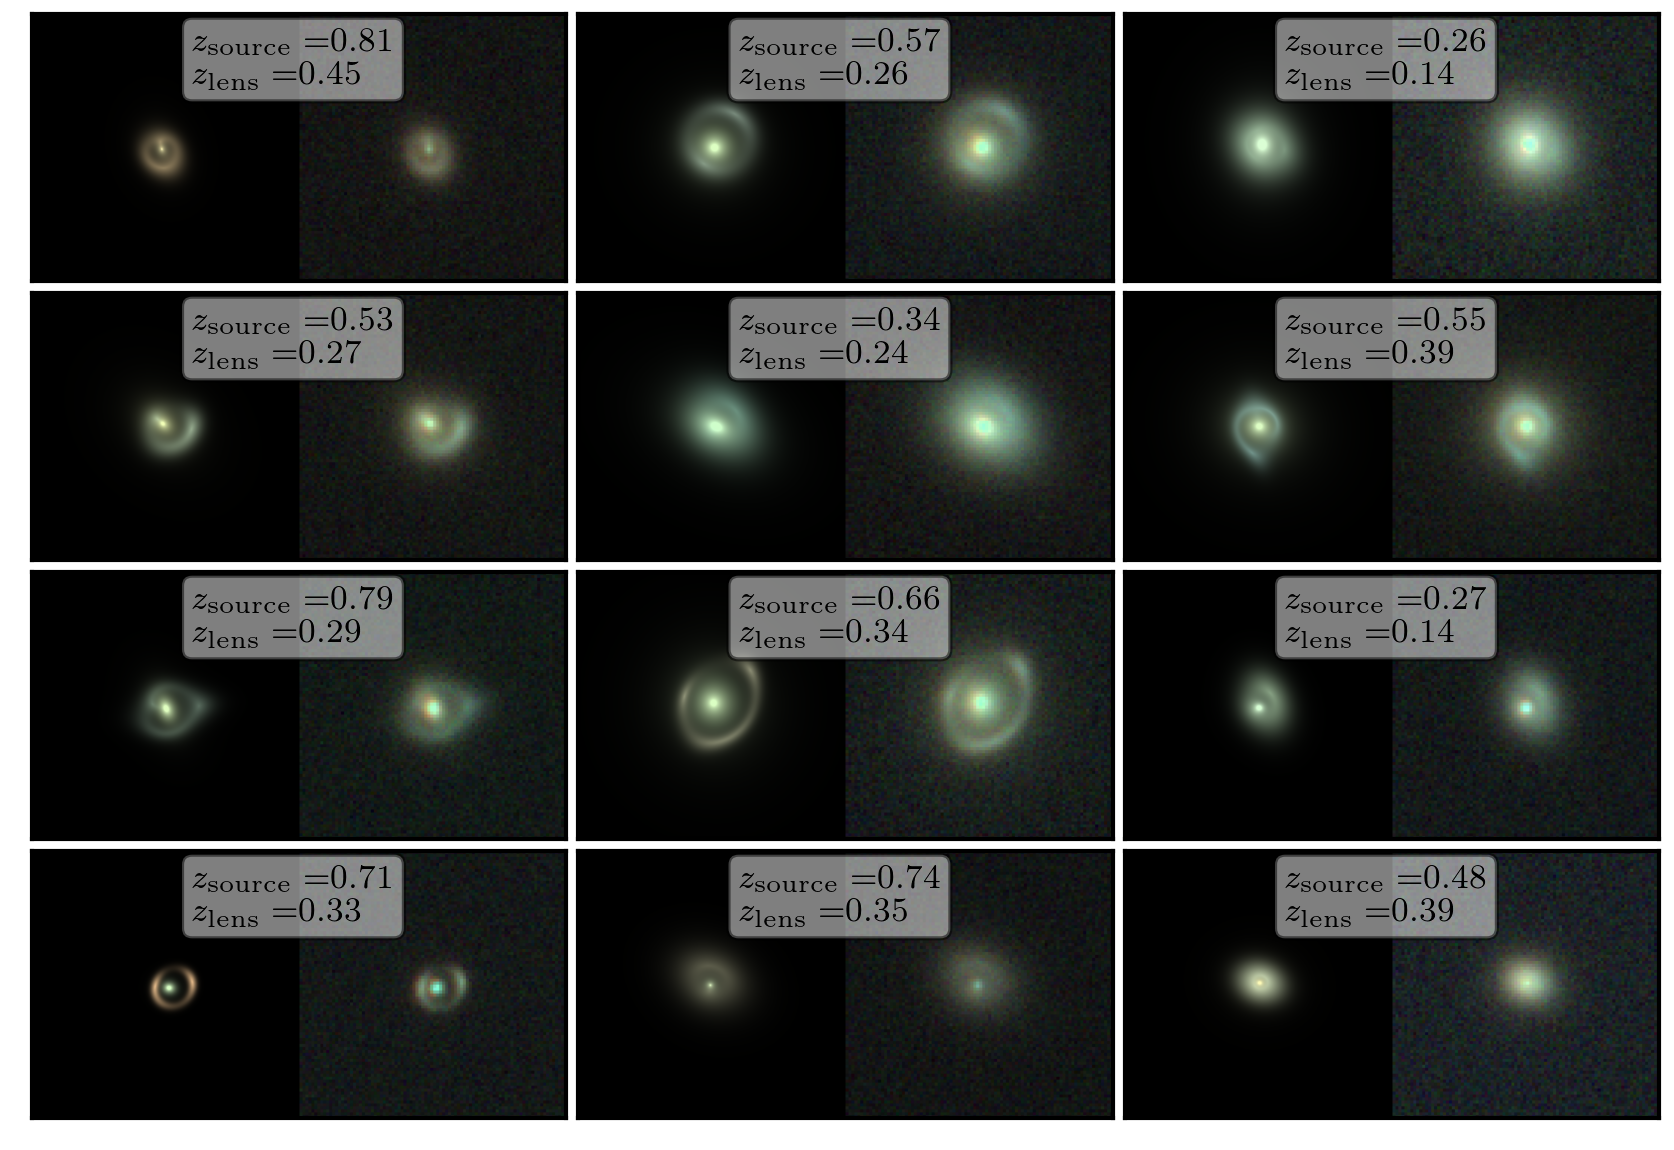 z_source =0.81
z_lens =0.45
z_source =0.57
z_lens =0.26
z_source =0.26
z_lens =0.14
z_source =0.53
z_lens =0.27
z_source =0.34
z_lens =0.24
z_source =0.55
z_lens =0.39
z_source =0.79
z_lens =0.29
z_source =0.66
z_lens =0.34
z_source =0.27
z_lens =0.14
z_source =0.71
z_lens =0.33
z_source =0.74
z_lens =0.35
z_source =0.48
z_lens =0.39